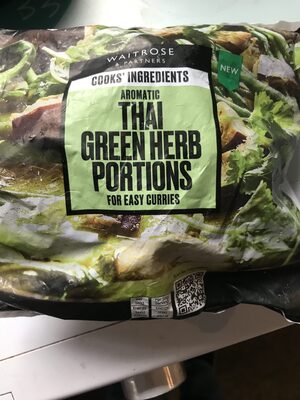 WAITROSE
& PARTNERS
COOKS' INGREDIENTS
NEW
AROMATIC
THAI
GREEN HERB
PORTIONS
FOR EASY CURRIES